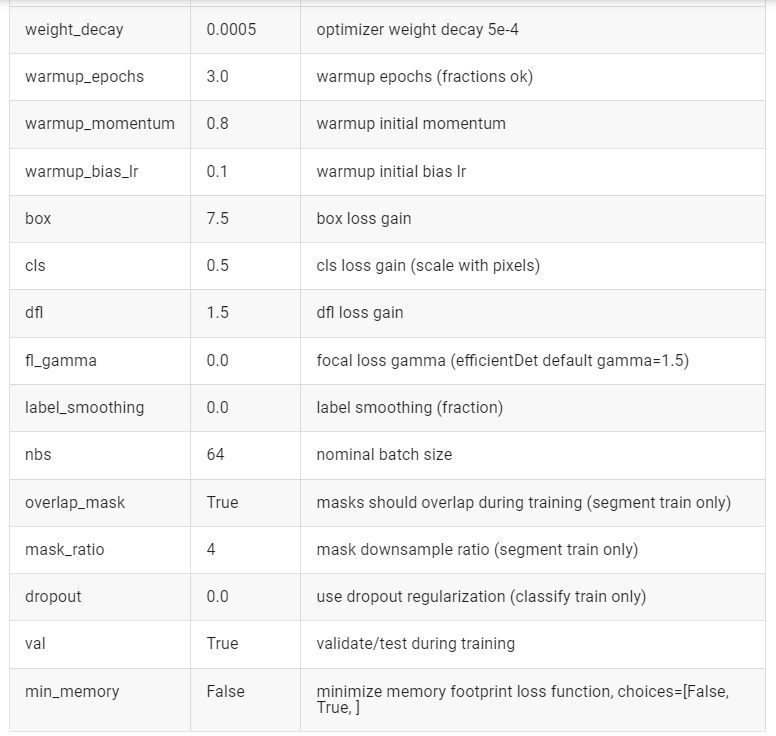 weight_decay 0.0005 optimizer weight decay 5e-4
warmup_epochs 3.0 warmup epochs (fractions ok)
warmup_momentum 0.8 warmup initial momentum
warmup_bias_lr 0.1 warmup initial bias lr
box 7.5 box loss gain
cls 0.5 cls loss gain (scale with pixels)
dfl 1.5 dfl loss gain
fl_gamma 0.0 focal loss gamma (efficientDet default gamma=1.5)
label_smoothing 0.0 label smoothing (fraction)
nbs 64 nominal batch size
overlap_mask True masks should overlap during training (segment train only)
mask_ratio 4 mask downsample ratio (segment train only)
dropout 0.0 use dropout regularization (classify train only)
val True validate/test during training
min_memory False minimize memory footprint loss function, choices=[False,
True, ]